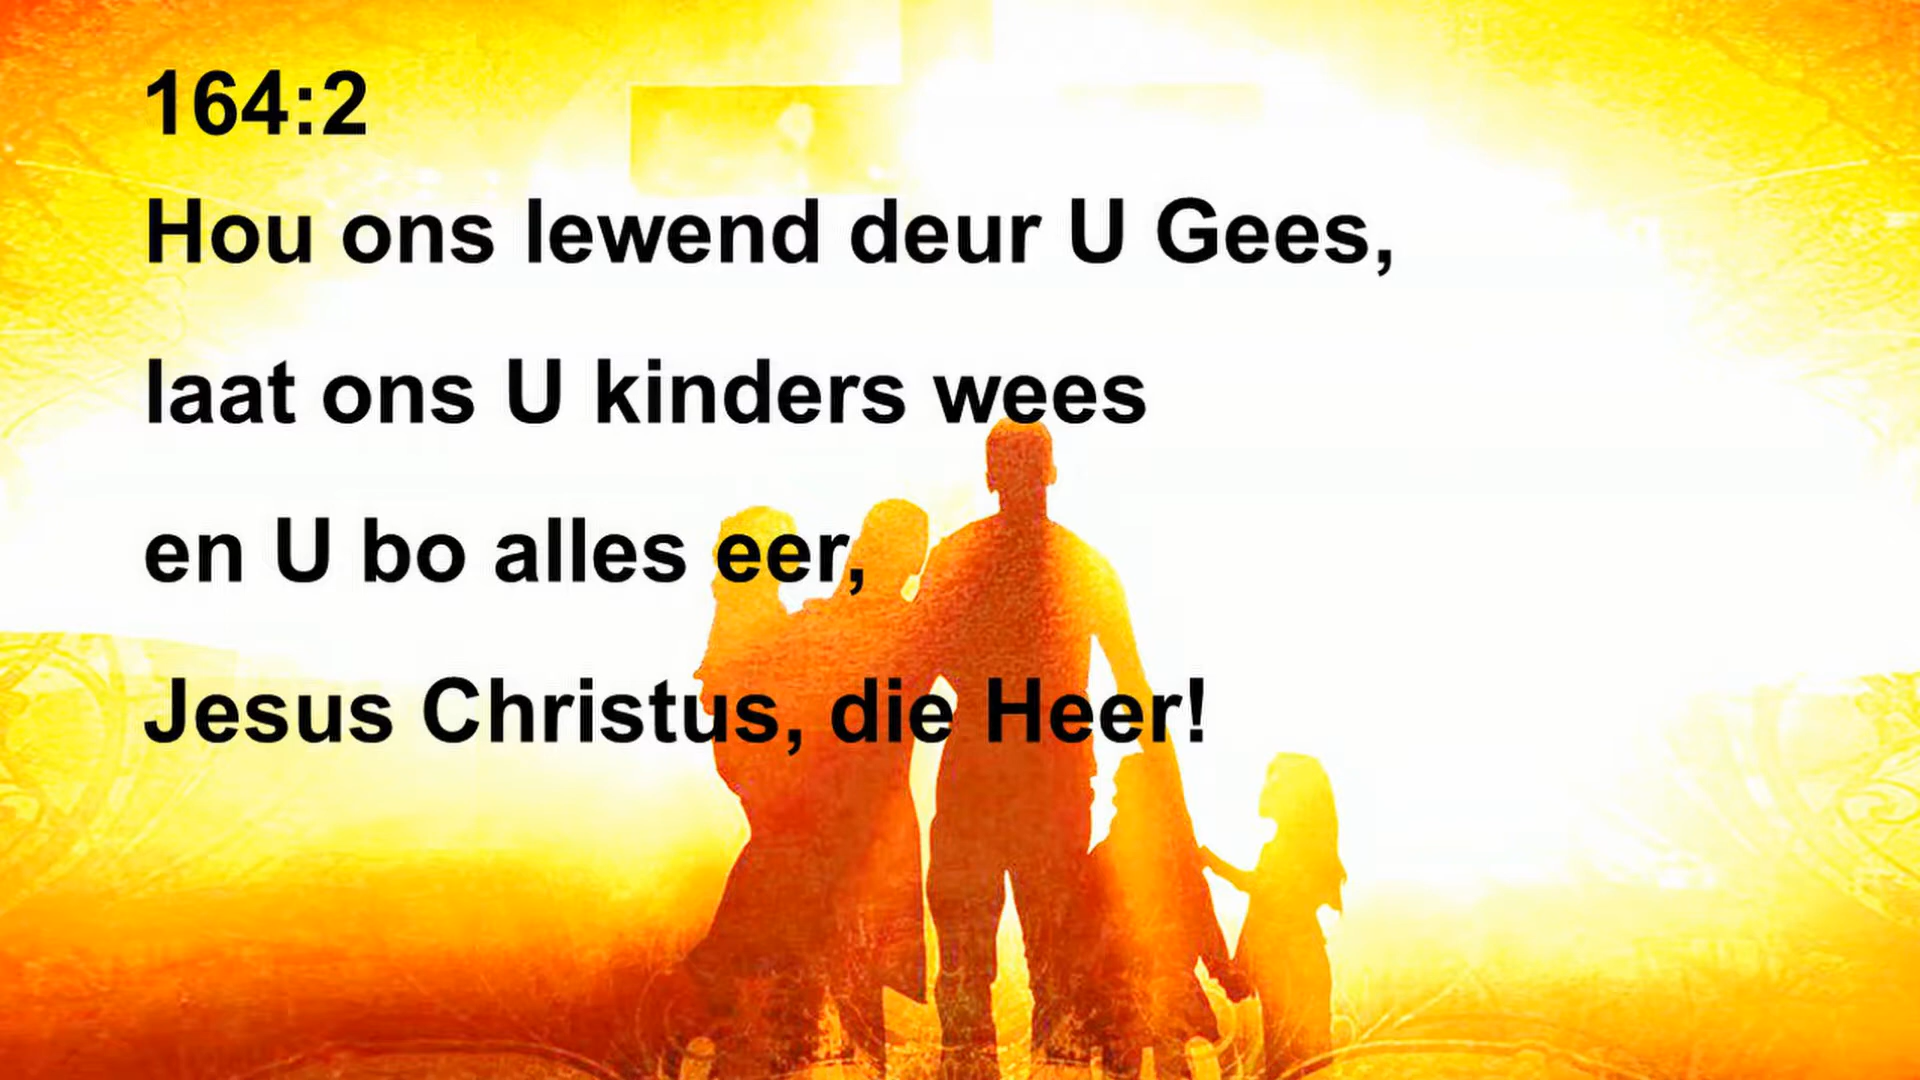 164:2
Hou ons lewend deur U Gees,
laat ons U kinders wees
en U bo alles eer,
Jesus Christus, die Heer!